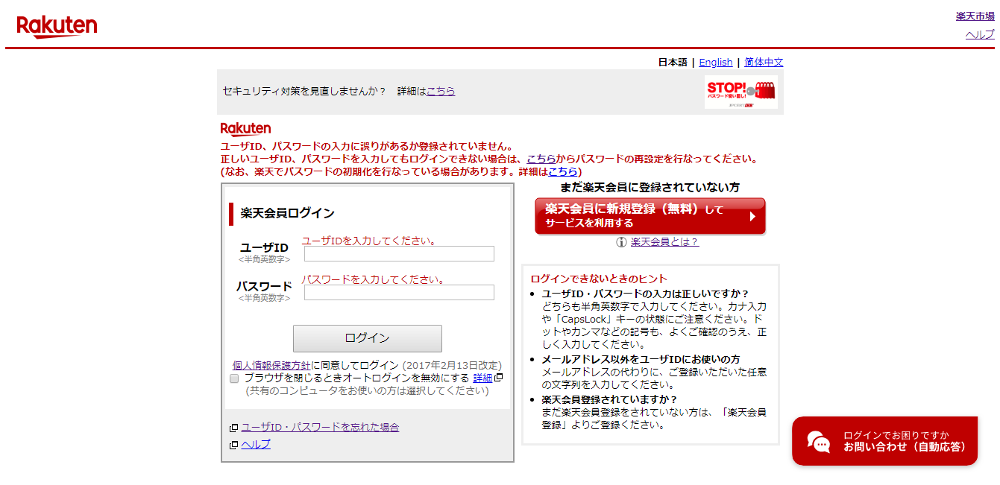 Rakuten
楽天市場
ヘルプ
日本語 | English | 简体中文
セキュリティ対策を見直しませんか？ 詳細はこちら
STOP!
パスワード使い回し!
Rakuten
ユーザID、パスワードの入力に誤りがあるか登録されていません。
正しいユーザID、パスワードを入力してもログインできない場合は、こちらからパスワードの再設定を行なってください。
(なお、楽天でパスワードの初期化を行なっている場合があります。詳細はこちら)
楽天会員ログイン
ユーザIDを入力してください。
ユーザID
<半角英数字>
パスワードを入力してください。
パスワード
<半角英数字>
ログイン
個人情報保護方針に同意してログイン (2017年2月13日改定)
ブラウザを閉じるときオートログインを無効にする 詳細
(共有のコンピュータをお使いの方は選択してください)
ユーザID・パスワードを忘れた場合
ヘルプ
まだ楽天会員に登録されていない方
楽天会員に新規登録（無料）して
サービスを利用する
楽天会員とは？
ログインできないときのヒント
ユーザID・パスワードの入力は正しいですか？
どちらも半角英数字で入力してください。カナ入力
や「CapsLock」キーの状態にご注意ください。ド
ットやカンマなどの記号も、よくご確認のうえ、正
しく入力してください。
メールアドレス以外をユーザIDにお使いの方
メールアドレスの代わりに、ご登録いただいた任意
の文字列を入力してください。
楽天会員登録されていますか？
まだ楽天会員登録をされていない方は、「楽天会員
登録」よりご登録ください。
ログインでお困りですか
お問い合わせ（自動応答）